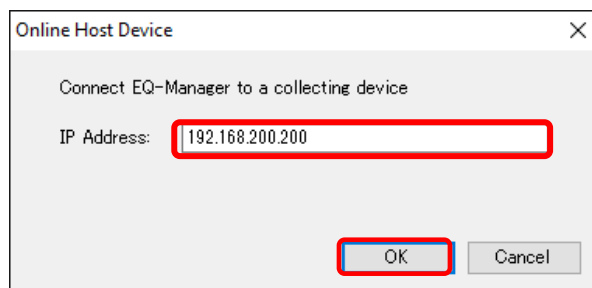 Online Host Device
Connect EQ-Manager to a collecting device
IP Address: 192.168.200.200
OK Cancel